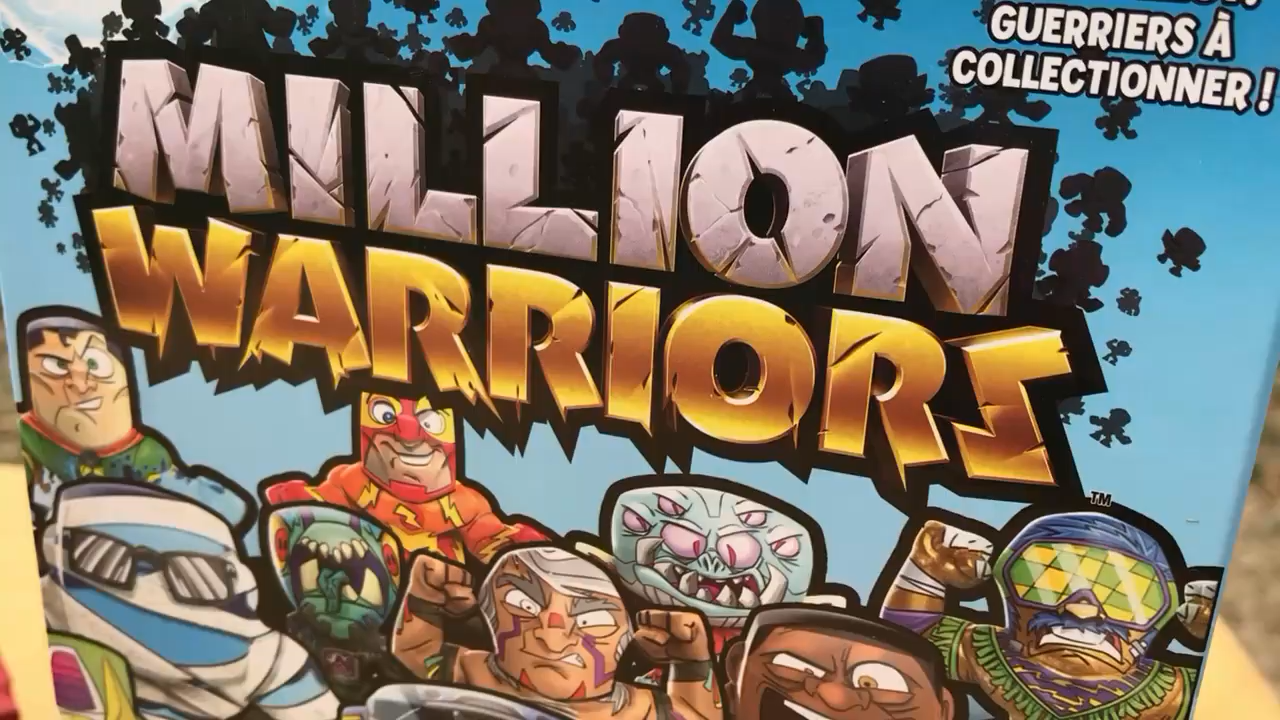 GUERRIERS À
COLLECTIONNER !
MILLION
WARRIORS
TM